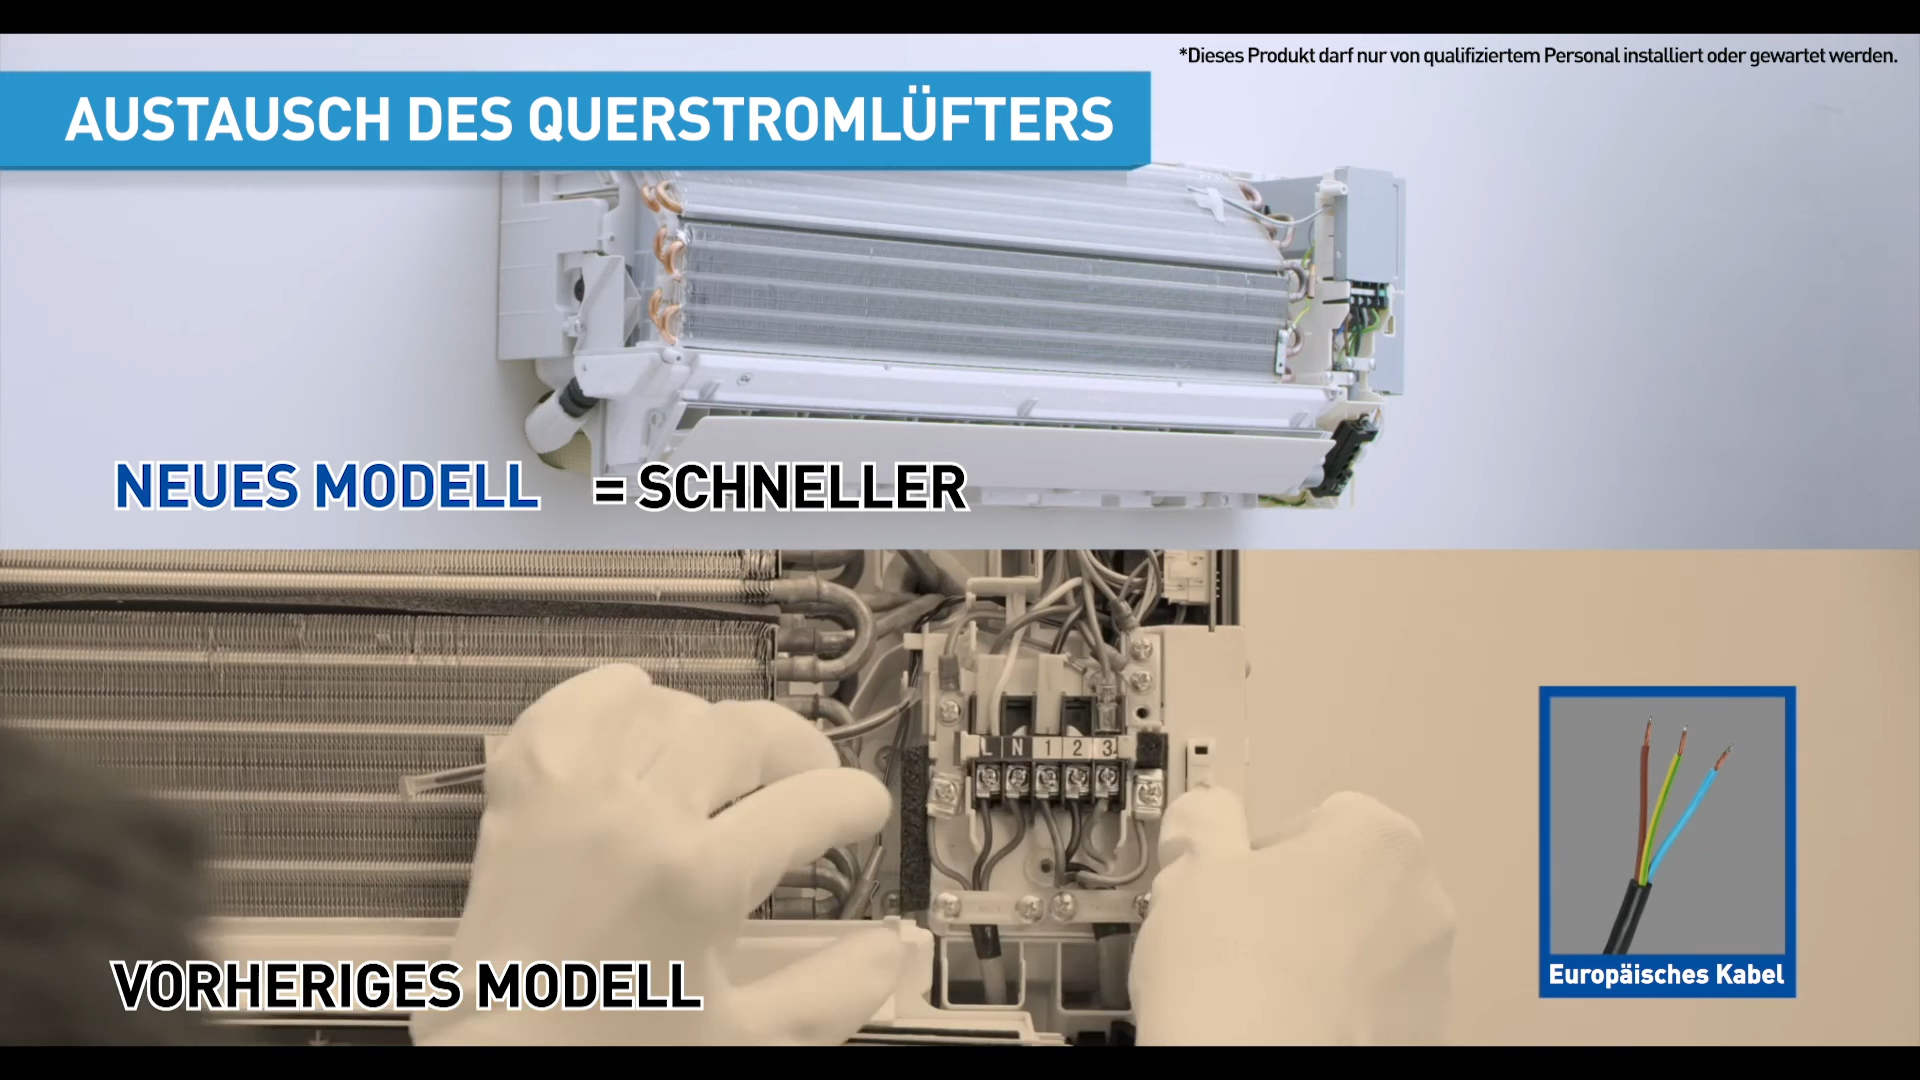 *Dieses Produkt darf nur von qualifiziertem Personal installiert oder gewartet werden.
AUSTAUSCH DES QUERSTROMLÜFTERS
NEUES MODELL = SCHNELLER
L N 1 2 3
VORHERIGES MODELL
Europäisches Kabel